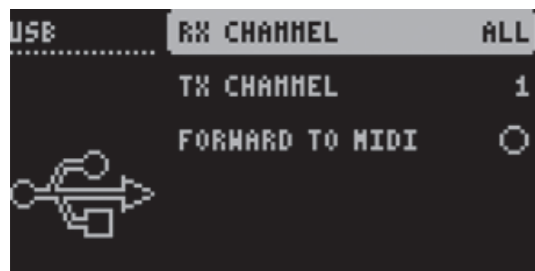 USB
RX CHANNEL ALL
TX CHANNEL 1
FORWARD TO MIDI